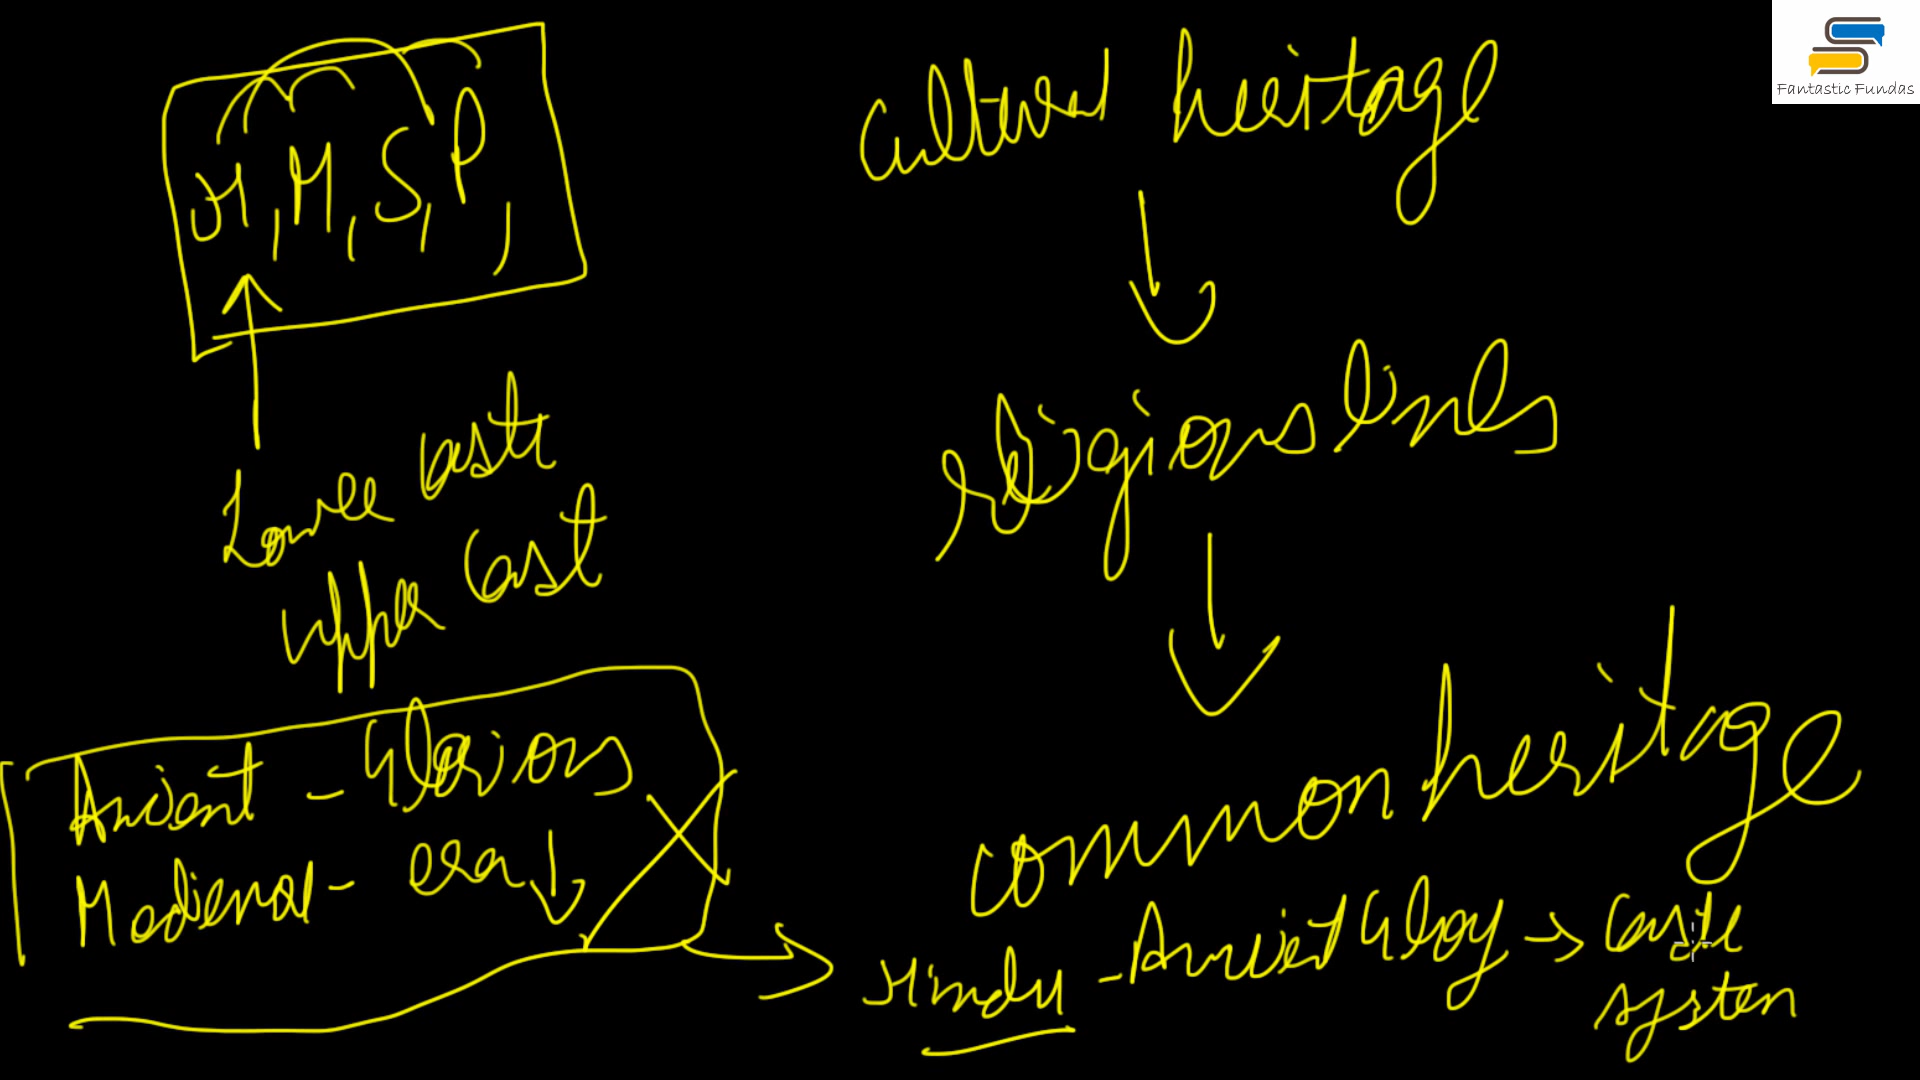 H, M, S, P,
Lower caste
upper cast
Ancient - Glorious
Medieval - era ↓
Cultural heritage
↓
religious lines
↓
common heritage
Hindu - Ancient Glory → Caste
system
Fantastic Fundas